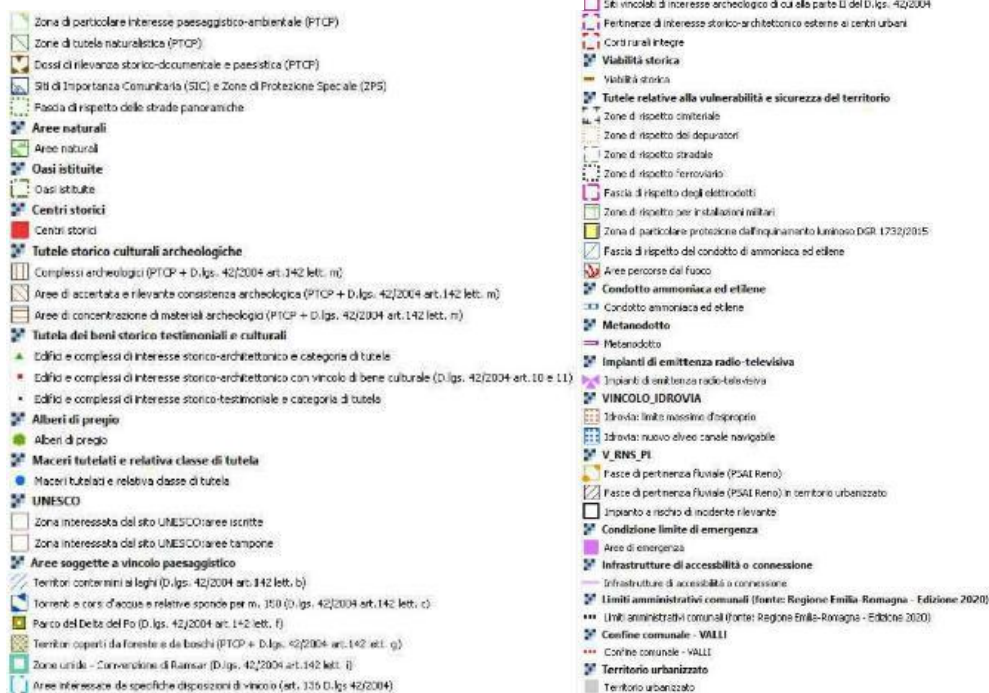 Zona di particolare interesse paesaggistico-ambientale (PTCP)
Zone di tutela naturalistica (PTCP)
Dossi di rilevanza storico-documentale e paesistica (PTCP)
Siti di Importanza Comunitaria (SIC) e Zone di Protezione Speciale (ZPS)
Fascia di rispetto delle strade panoramiche
Aree naturali
Aree naturali
Oasi istituite
Oasi istituite
Centri storici
Centri storici
Tutele storico culturali archeologiche
Complessi archeologici (PTCP + D.lgs. 42/2004 art.142 lett. m)
Aree di accertata e rilevante consistenza archeologica (PTCP + D.lgs. 42/2004 art.142 lett. m)
Aree di concentrazione di materiali archeologici (PTCP + D.lgs. 42/2004 art.142 lett. m)
Tutela dei beni storico testimoniali e culturali
Edifici e complessi di interesse storico-architettonico e categoria di tutela
Edifici e complessi di interesse storico-architettonico con vincolo di bene culturale (D.lgs. 42/2004 art.10 e 11)
Edifici e complessi di interesse storico-testimoniale e categoria di tutela
Alberi di pregio
Alberi di pregio
Maceri tutelati e relativa classe di tutela
Maceri tutelati e relativa classe di tutela
UNESCO
Zona interessata dal sito UNESCO:aree iscritte
Zona interessata dal sito UNESCO:aree tampone
Aree soggette a vincolo paesaggistico
Territori contermini ai laghi (D.lgs. 42/2004 art.142 lett. b)
Torrenti e corsi d'acqua e relative sponde per m. 150 (D.lgs. 42/2004 art.142 lett. c)
Parco del Delta del Po (D.lgs. 42/2004 art.142 lett. f)
Territori coperti da foreste e da boschi (PTCP + D.lgs. 42/2004 art.142 lett. g)
Zone umide - Convenzione di Ramsar (D.lgs. 42/2004 art.142 lett. i)
Aree interessate da specifiche disposizioni di vincolo (art. 136 D.lgs 42/2004)
Siti vincolati di interesse archeologico di cui alla parte II del D.lgs. 42/2004
Pertinenze di interesse storico-architettonico esterne ai centri urbani
Corti rurali integre
Viabilità storica
Viabilità storica
Tutele relative alla vulnerabilità e sicurezza del territorio
Zone di rispetto cimiteriale
Zone di rispetto dei depuratori
Zone di rispetto stradale
Zone di rispetto ferroviario
Fascia di rispetto degli elettrodotti
Zone di rispetto per installazioni militari
Zona di particolare protezione dall'inquinamento luminoso DGR 1732/2015
Fascia di rispetto del condotto di ammoniaca ed etilene
Aree percorse dal fuoco
Condotto ammoniaca ed etilene
Condotto ammoniaca ed etilene
Metanodotto
Metanodotto
Impianti di emittenza radio-televisiva
Impianti di emittenza radio-televisiva
VINCOLO_IDROVIA
Idrovia: limite massimo d'esproprio
Idrovia: nuovo alveo canale navigabile
V_RNS_PI
Fasce di pertinenza fluviale (PSAI Reno)
Fasce di pertinenza fluviale (PSAI Reno) in territorio urbanizzato
Impianto a rischio di incidente rilevante
Condizione limite di emergenza
Aree di emergenza
Infrastrutture di accessibilità o connessione
Infrastrutture di accessibilità o connessione
Limiti amministrativi comunali (fonte: Regione Emilia-Romagna - Edizione 2020)
Limiti amministrativi comunali (fonte: Regione Emilia-Romagna - Edizione 2020)
Confine comunale - VALLI
Confine comunale - VALLI
Territorio urbanizzato
Territorio urbanizzato